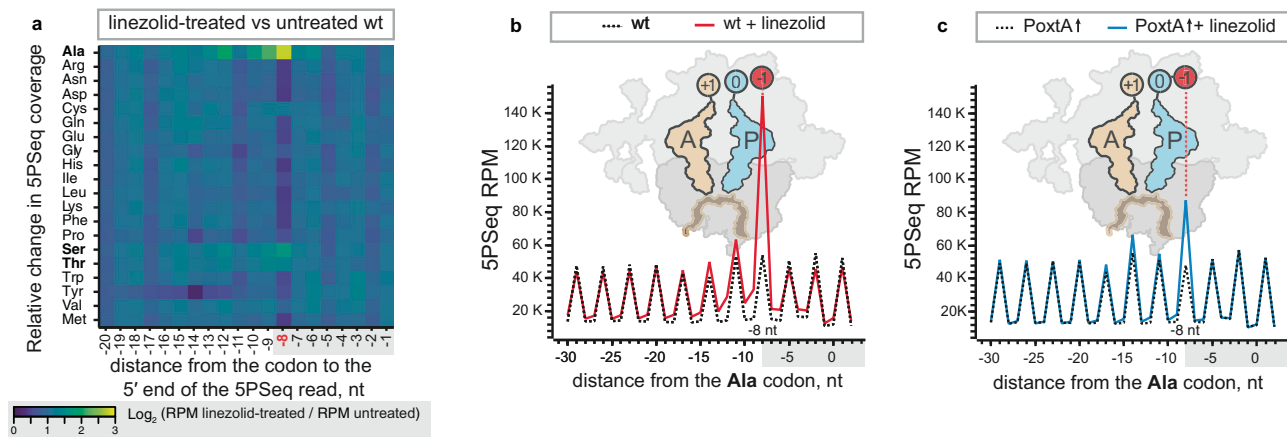 a
linezolid-treated vs untreated wt
Relative change in 5PSeq coverage
Ala
Arg
Asn
Asp
Cys
Gln
Glu
Gly
His
Ile
Leu
Lys
Phe
Pro
Ser
Thr
Trp
Tyr
Val
Met
-20 -19 -18 -17 -16 -15 -14 -13 -12 -11 -10 -9 -8 -7 -6 -5 -4 -3 -2 -1
distance from the codon to the
5′ end of the 5PSeq read, nt
0 1 2 3
Log2 (RPM linezolid-treated / RPM untreated)
b
wt wt + linezolid
5PSeq RPM
140 K
120 K
100 K
80 K
60 K
40 K
20 K
+1 0 -1
A P
-8 nt
-30 -25 -20 -15 -10 -5 0
distance from the Ala codon, nt
c
PoxtA↑ PoxtA↑+ linezolid
5PSeq RPM
140 K
120 K
100 K
80 K
60 K
40 K
20 K
+1 0 -1
A P
-8 nt
-30 -25 -20 -15 -10 -5 0
distance from the Ala codon, nt